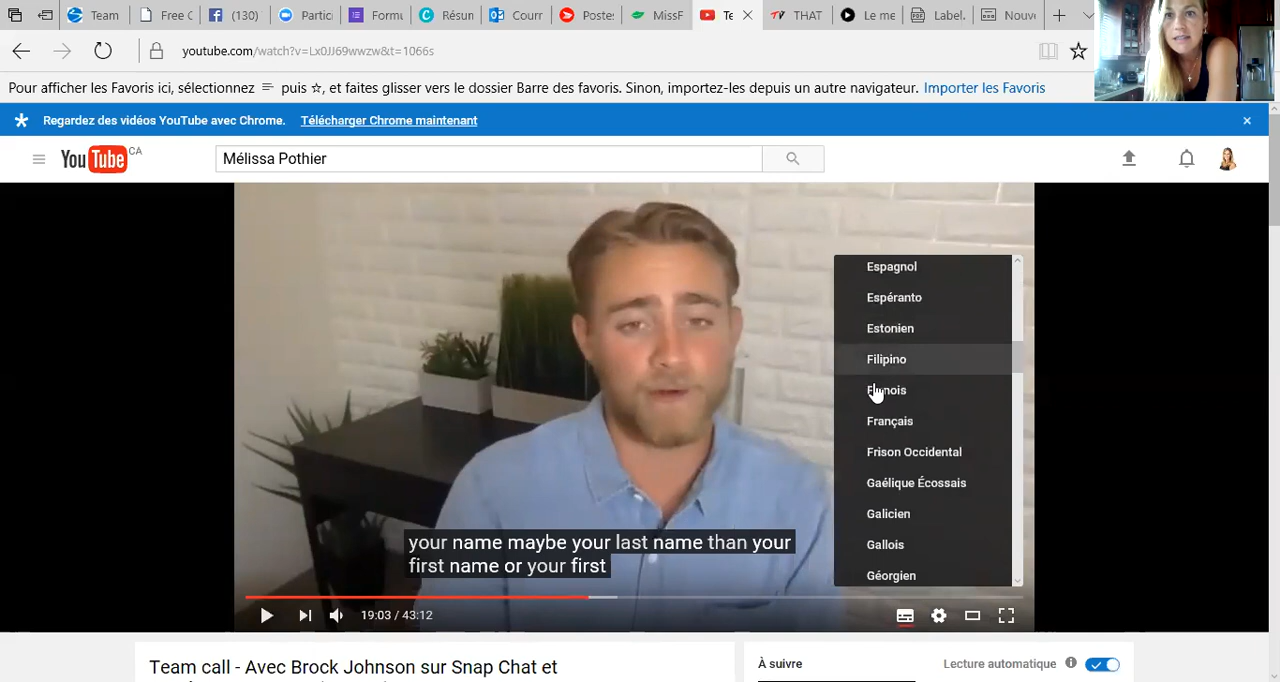 Team
Free C
(130)
Partic
Formu
Résun
Courr
Postes
MissF
Te
THAT
Le me
Label.
Nouv
youtube.com/watch?v=Lx0JJ69wwzw&t=1066s
Pour afficher les Favoris ici, sélectionnez puis ☆, et faites glisser vers le dossier Barre des favoris. Sinon, importez-les depuis un autre navigateur. Importer les Favoris
Regardez des vidéos YouTube avec Chrome. Télécharger Chrome maintenant
YouTube CA
Mélissa Pothier
Espagnol
Espéranto
Estonien
Filipino
Français
Frison Occidental
Gaélique Écossais
Galicien
Gallois
Géorgien
your name maybe your last name than your
first name or your first
19:03 / 43:12
Team call - Avec Brock Johnson sur Snap Chat et
À suivre
Lecture automatique